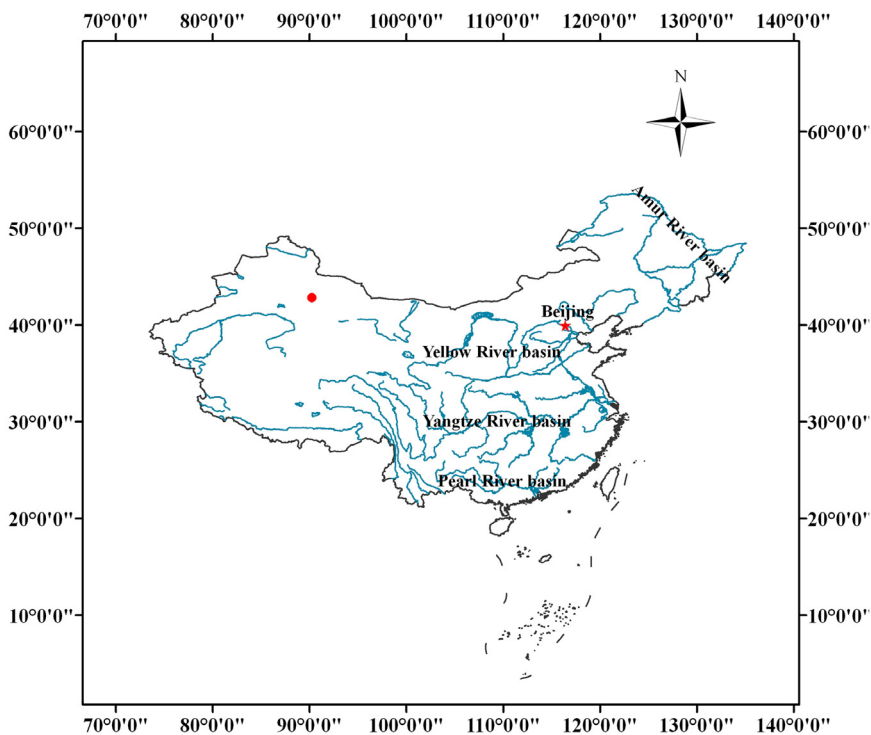 70°0'0" 80°0'0" 90°0'0" 100°0'0" 110°0'0" 120°0'0" 130°0'0" 140°0'0"
N
60°0'0" 60°0'0"
Amur River basin
50°0'0" 50°0'0"
Beijing
40°0'0" 40°0'0"
Yellow River basin
30°0'0" 30°0'0"
Yangtze River basin
Pearl River basin
20°0'0" 20°0'0"
10°0'0" 10°0'0"
70°0'0" 80°0'0" 90°0'0" 100°0'0" 110°0'0" 120°0'0" 130°0'0" 140°0'0"